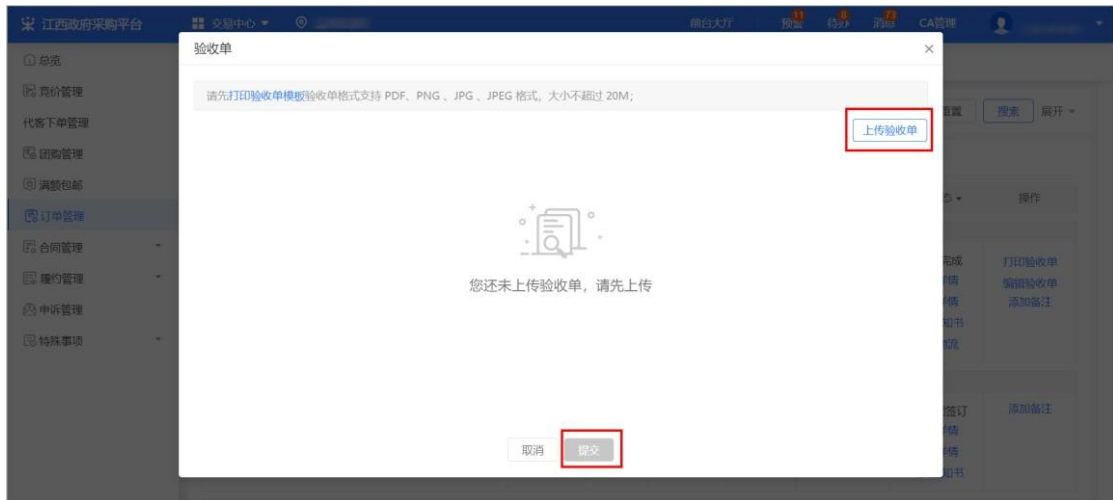 江西政府采购平台
交易中心
前台大厅
预警
11
待办
8
消息
73
CA管理
验收单
总览
竞价管理
代客下单管理
团购管理
满额包邮
订单管理
合同管理
履约管理
申诉管理
特殊事项
请先打印验收单模板验收单格式支持 PDF、PNG 、JPG 、JPEG 格式，大小不超过 20M；
上传验收单
您还未上传验收单，请先上传
取消
提交
搜索
展开
操作
打印验收单
编辑验收单
添加备注
添加备注